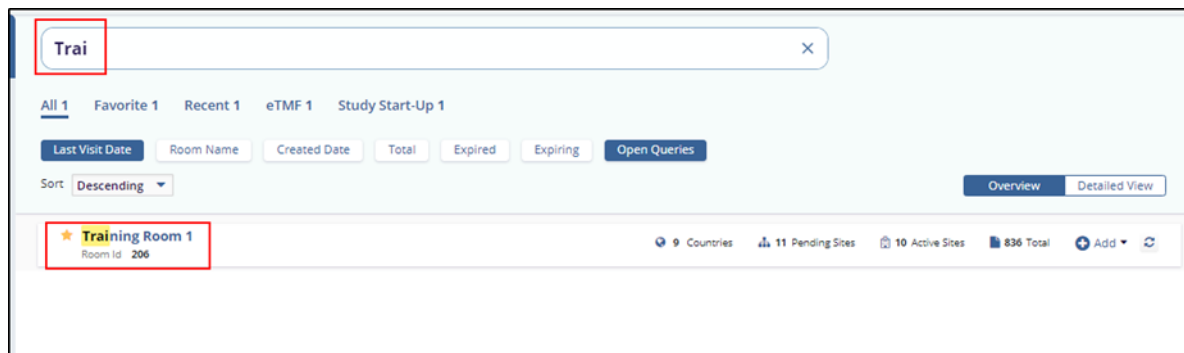 Trai
All 1 Favorite 1 Recent 1 eTMF 1 Study Start-Up 1
Last Visit Date Room Name Created Date Total Expired Expiring Open Queries
Sort Descending Overview Detailed View
Training Room 1
Room Id 206
9 Countries 11 Pending Sites 10 Active Sites 836 Total Add